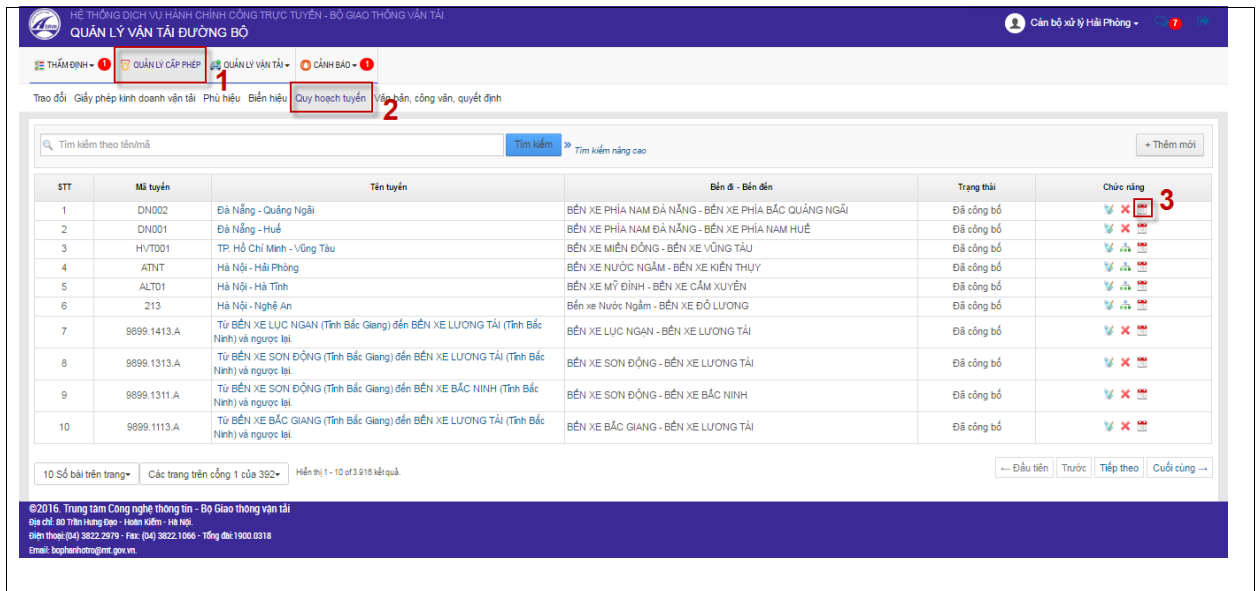 HỆ THỐNG DỊCH VỤ HÀNH CHÍNH CÔNG TRỰC TUYẾN - BỘ GIAO THÔNG VẬN TẢI
QUẢN LÝ VẬN TẢI ĐƯỜNG BỘ
Cán bộ xử lý Hải Phòng
7
THẨM ĐỊNH 1 QUẢN LÝ CẤP PHÉP QUẢN LÝ VẬN TẢI CẢNH BÁO 1
1
Trao đổi Giấy phép kinh doanh vận tải Phù hiệu Biển hiệu Quy hoạch tuyến Văn bản, công văn, quyết định
2
Tìm kiếm theo tên/mã Tìm kiếm » Tìm kiếm nâng cao + Thêm mới
STT Mã tuyến Tên tuyến Bến đi - Bến đến Trạng thái Chức năng
3
1 DN002 Đà Nẵng - Quảng Ngãi BẾN XE PHÍA NAM ĐÀ NẴNG - BẾN XE PHÍA BẮC QUẢNG NGÃI Đã công bố
2 DN001 Đà Nẵng - Huế BẾN XE PHÍA NAM ĐÀ NẴNG - BẾN XE PHÍA NAM HUẾ Đã công bố
3 HVT001 TP. Hồ Chí Minh - Vũng Tàu BẾN XE MIỀN ĐÔNG - BẾN XE VŨNG TÀU Đã công bố
4 ATNT Hà Nội - Hải Phòng BẾN XE NƯỚC NGẦM - BẾN XE KIẾN THỤY Đã công bố
5 ALT01 Hà Nội - Hà Tĩnh BẾN XE MỸ ĐÌNH - BẾN XE CẨM XUYÊN Đã công bố
6 213 Hà Nội - Nghệ An Bến xe Nước Ngầm - BẾN XE ĐÔ LƯƠNG Đã công bố
7 9899.1413.A Từ BẾN XE LỤC NGẠN (Tỉnh Bắc Giang) đến BẾN XE LƯƠNG TÀI (Tỉnh Bắc
Ninh) và ngược lại. BẾN XE LỤC NGẠN - BẾN XE LƯƠNG TÀI Đã công bố
8 9899.1313.A Từ BẾN XE SƠN ĐỘNG (Tỉnh Bắc Giang) đến BẾN XE LƯƠNG TÀI (Tỉnh Bắc
Ninh) và ngược lại. BẾN XE SƠN ĐỘNG - BẾN XE LƯƠNG TÀI Đã công bố
9 9899.1311.A Từ BẾN XE SƠN ĐỘNG (Tỉnh Bắc Giang) đến BẾN XE BẮC NINH (Tỉnh Bắc
Ninh) và ngược lại. BẾN XE SƠN ĐỘNG - BẾN XE BẮC NINH Đã công bố
10 9899.1113.A Từ BẾN XE BẮC GIANG (Tỉnh Bắc Giang) đến BẾN XE LƯƠNG TÀI (Tỉnh Bắc
Ninh) và ngược lại. BẾN XE BẮC GIANG - BẾN XE LƯƠNG TÀI Đã công bố
10 Số bài trên trang Các trang trên cổng 1 của 392 Hiển thị 1 - 10 of 3.916 kết quả. ← Đầu tiên Trước Tiếp theo Cuối cùng →
©2016. Trung tâm Công nghệ thông tin - Bộ Giao thông vận tải
Địa chỉ: 80 Trần Hưng Đạo - Hoàn Kiếm - Hà Nội.
Điện thoại:(04) 3822.2979 - Fax: (04) 3822.1066 - Tổng đài:1900.0318
Email: bophanhotro@mt.gov.vn.